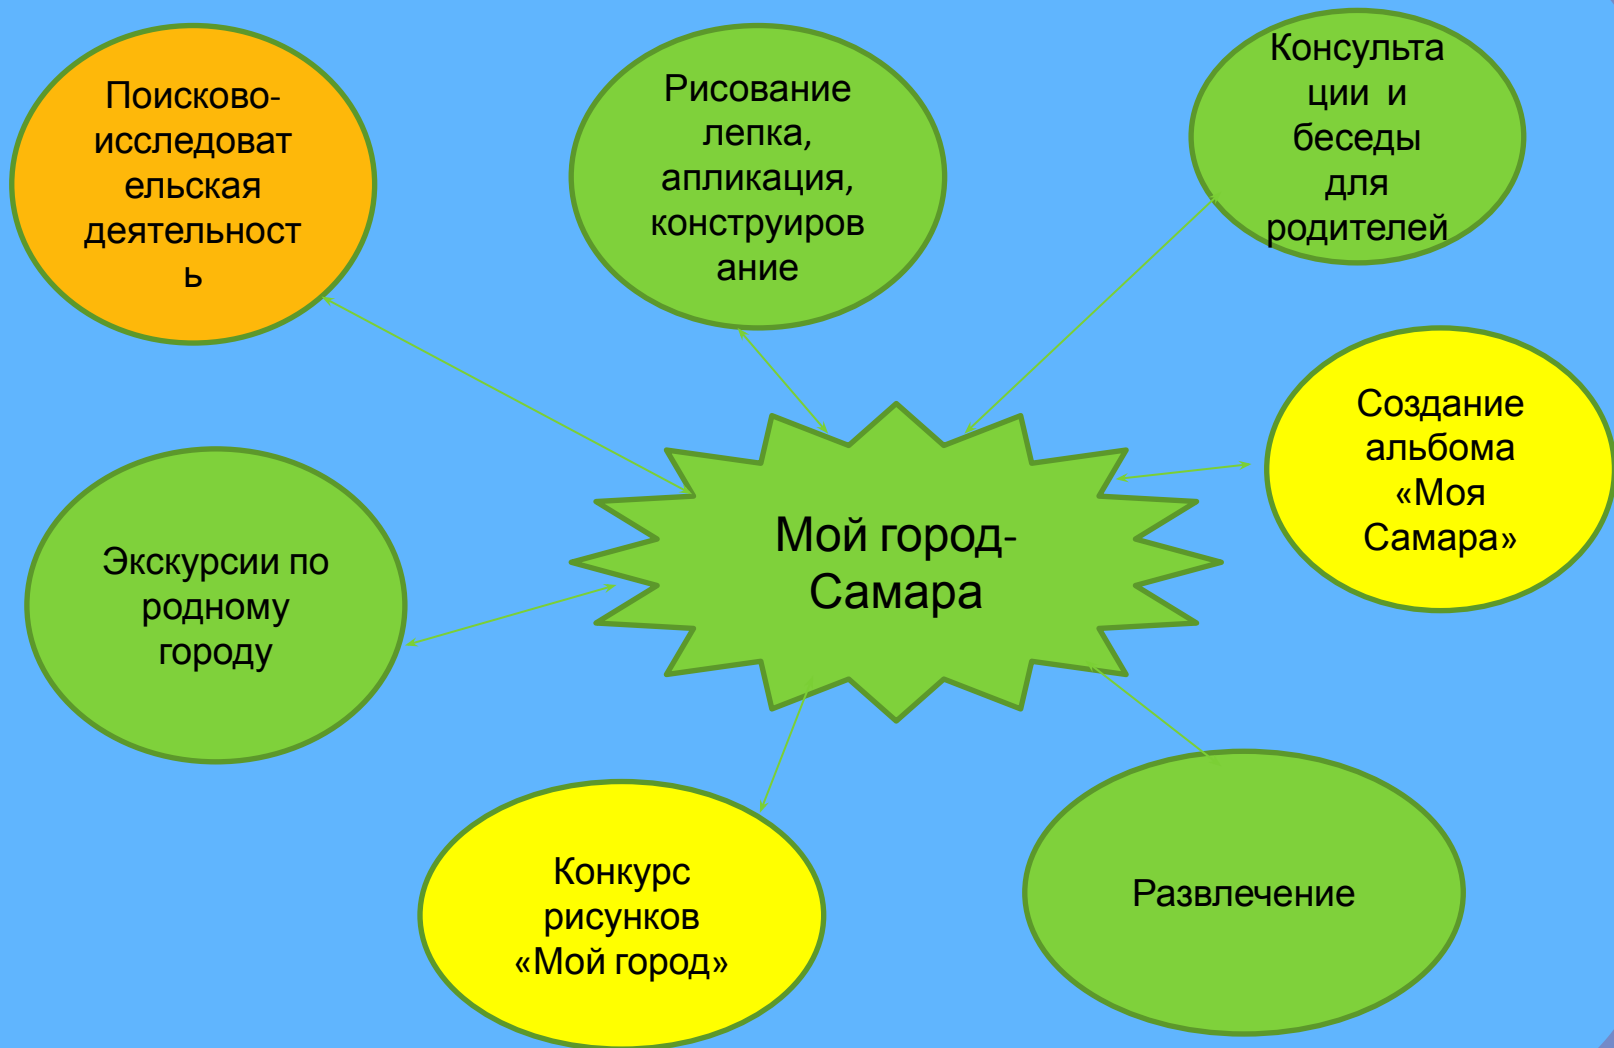 Поисково-
исследоват
ельская
деятельност
ь
Рисование
лепка,
апликация,
конструиров
ание
Консульта
ции и
беседы
для
родителей
Создание
альбома
«Моя
Самара»
Мой город-
Самара
Экскурсии по
родному
городу
Конкурс
рисунков
«Мой город»
Развлечение